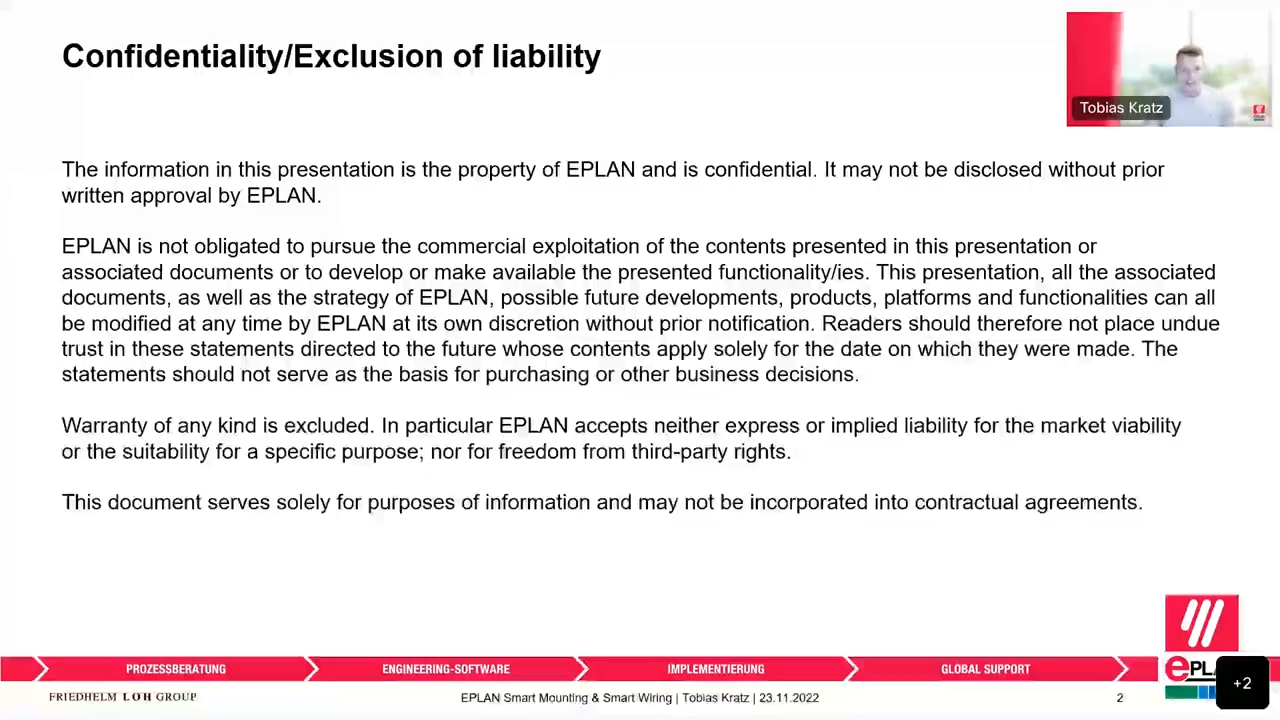 Confidentiality/Exclusion of liability
Tobias Kratz
The information in this presentation is the property of EPLAN and is confidential. It may not be disclosed without prior
written approval by EPLAN.
EPLAN is not obligated to pursue the commercial exploitation of the contents presented in this presentation or
associated documents or to develop or make available the presented functionality/ies. This presentation, all the associated
documents, as well as the strategy of EPLAN, possible future developments, products, platforms and functionalities can all
be modified at any time by EPLAN at its own discretion without prior notification. Readers should therefore not place undue
trust in these statements directed to the future whose contents apply solely for the date on which they were made. The
statements should not serve as the basis for purchasing or other business decisions.
Warranty of any kind is excluded. In particular EPLAN accepts neither express or implied liability for the market viability
or the suitability for a specific purpose; nor for freedom from third-party rights.
This document serves solely for purposes of information and may not be incorporated into contractual agreements.
PROZESSBERATUNG
ENGINEERING-SOFTWARE
IMPLEMENTIERUNG
GLOBAL SUPPORT
FRIEDHELM LOH GROUP
EPLAN Smart Mounting & Smart Wiring | Tobias Kratz | 23.11.2022
2
+2